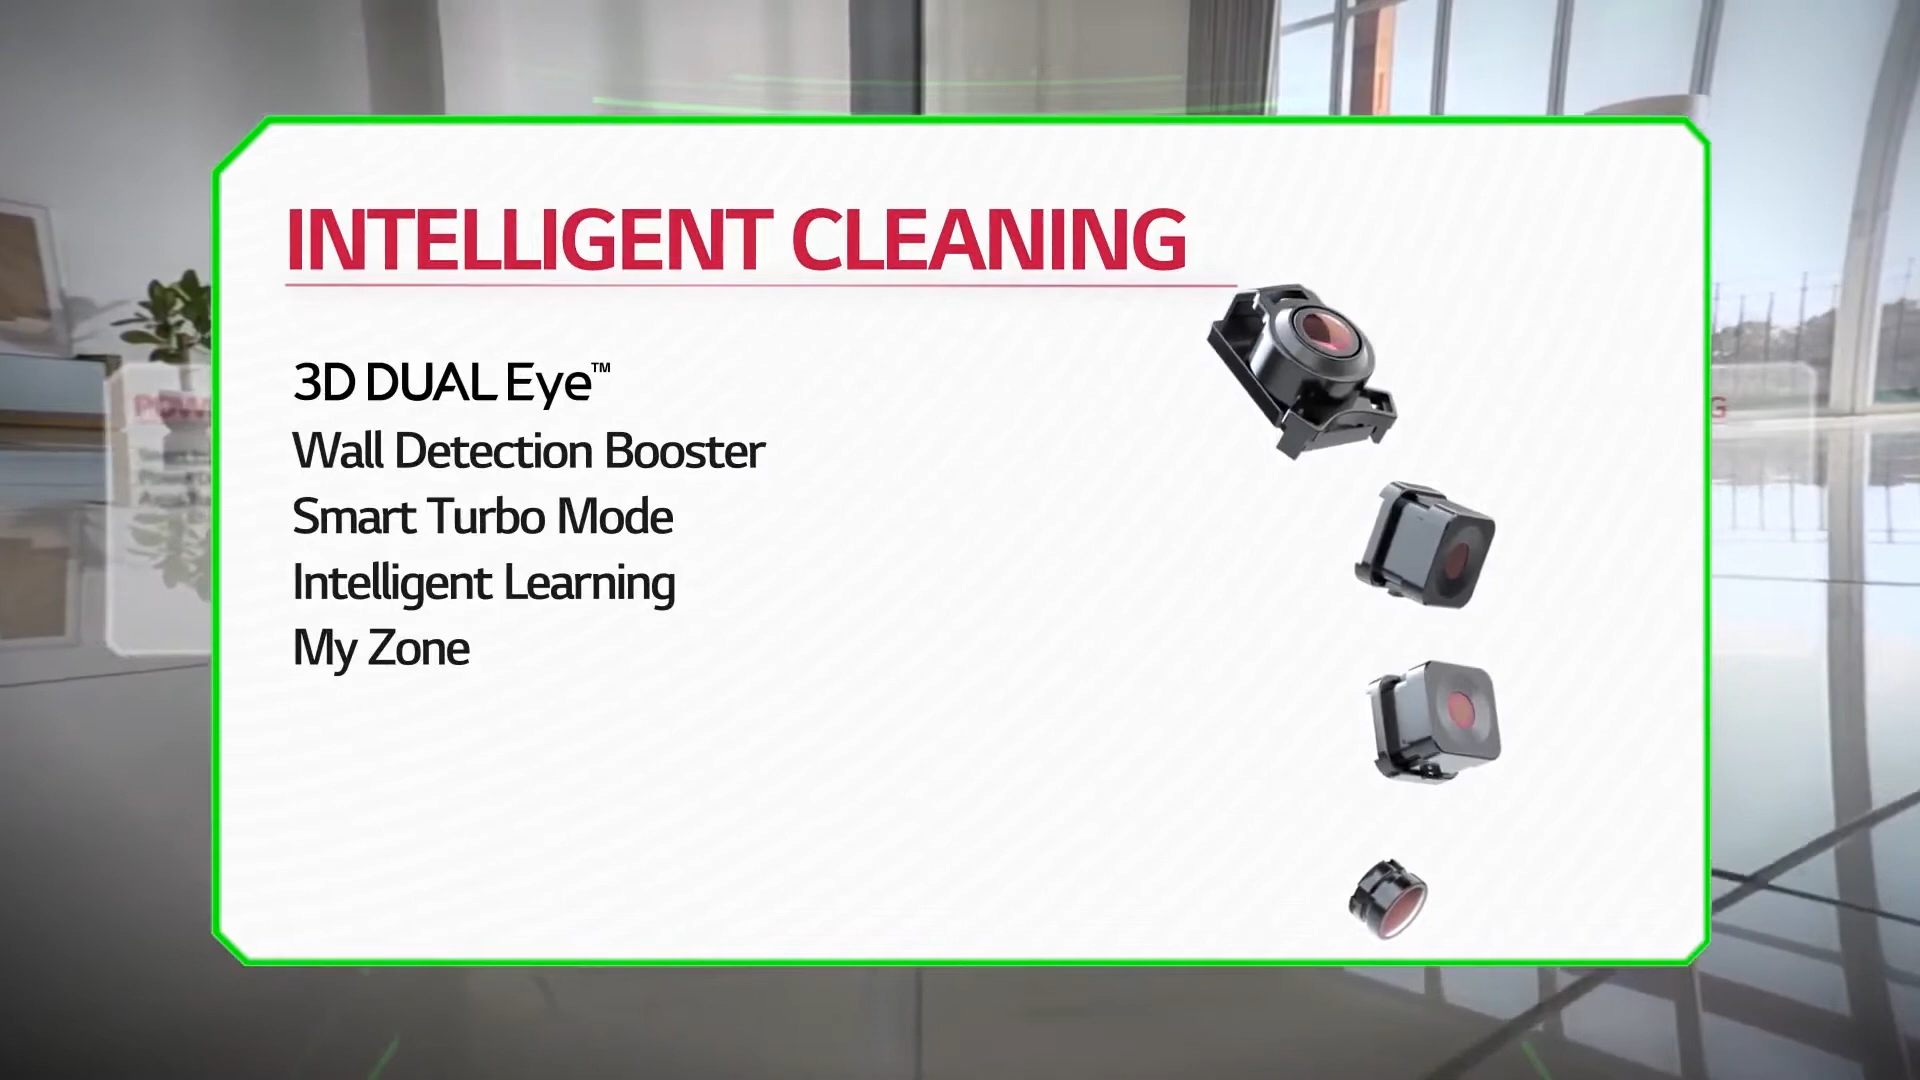 INTELLIGENT CLEANING
3D DUAL Eye™
Wall Detection Booster
Smart Turbo Mode
Intelligent Learning
My Zone